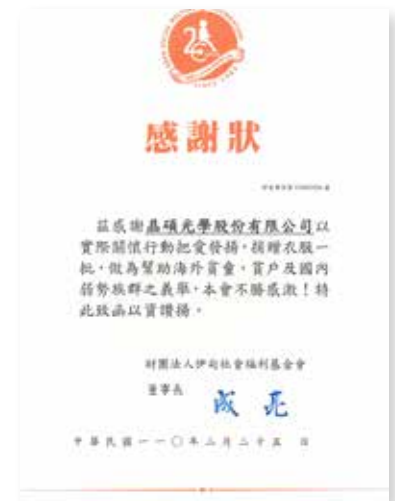 感謝狀
茲感謝晶碩光學股份有限公司以
實際關懷行動把愛發揚，捐贈衣服一
批，做為幫助海外貧童，貧戶及國內
弱勢族群之義舉，本會不勝感激！特
此致函以資讚揚。
財團法人伊甸社會福利基金會
董事長
成亮
中華民國一一〇年二月二十五日